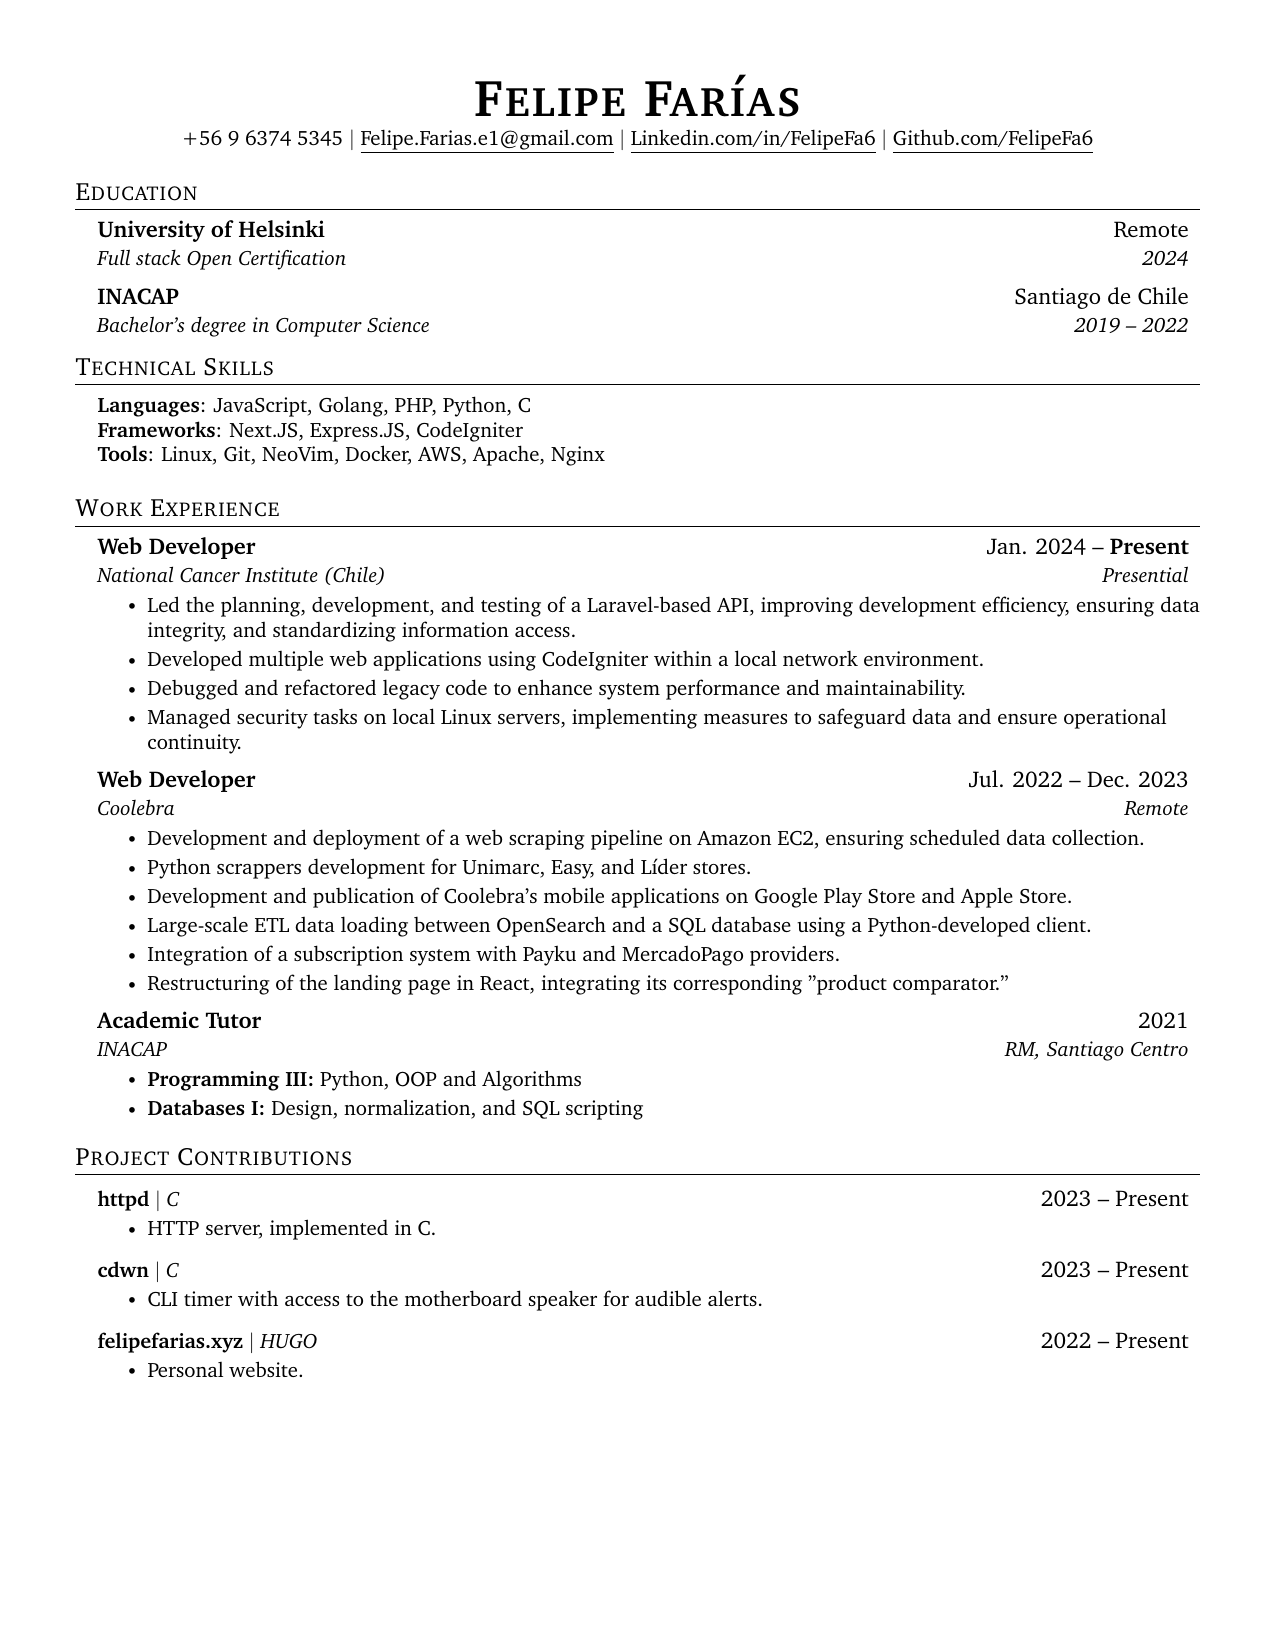 Felipe Farías
+56 9 6374 5345 | Felipe.Farias.e1@gmail.com | Linkedin.com/in/FelipeFa6 | Github.com/FelipeFa6
Education
University of Helsinki Remote
Full stack Open Certification 2024
INACAP Santiago de Chile
Bachelor’s degree in Computer Science 2019 – 2022
Technical Skills
Languages: JavaScript, Golang, PHP, Python, C
Frameworks: Next.JS, Express.JS, CodeIgniter
Tools: Linux, Git, NeoVim, Docker, AWS, Apache, Nginx
Work Experience
Web Developer Jan. 2024 – Present
National Cancer Institute (Chile) Presential
• Led the planning, development, and testing of a Laravel-based API, improving development efficiency, ensuring data
integrity, and standardizing information access.
• Developed multiple web applications using CodeIgniter within a local network environment.
• Debugged and refactored legacy code to enhance system performance and maintainability.
• Managed security tasks on local Linux servers, implementing measures to safeguard data and ensure operational
continuity.
Web Developer Jul. 2022 – Dec. 2023
Coolebra Remote
• Development and deployment of a web scraping pipeline on Amazon EC2, ensuring scheduled data collection.
• Python scrappers development for Unimarc, Easy, and Líder stores.
• Development and publication of Coolebra’s mobile applications on Google Play Store and Apple Store.
• Large-scale ETL data loading between OpenSearch and a SQL database using a Python-developed client.
• Integration of a subscription system with Payku and MercadoPago providers.
• Restructuring of the landing page in React, integrating its corresponding ”product comparator.”
Academic Tutor 2021
INACAP RM, Santiago Centro
• Programming III: Python, OOP and Algorithms
• Databases I: Design, normalization, and SQL scripting
Project Contributions
httpd | C 2023 – Present
• HTTP server, implemented in C.
cdwn | C 2023 – Present
• CLI timer with access to the motherboard speaker for audible alerts.
felipefarias.xyz | HUGO 2022 – Present
• Personal website.